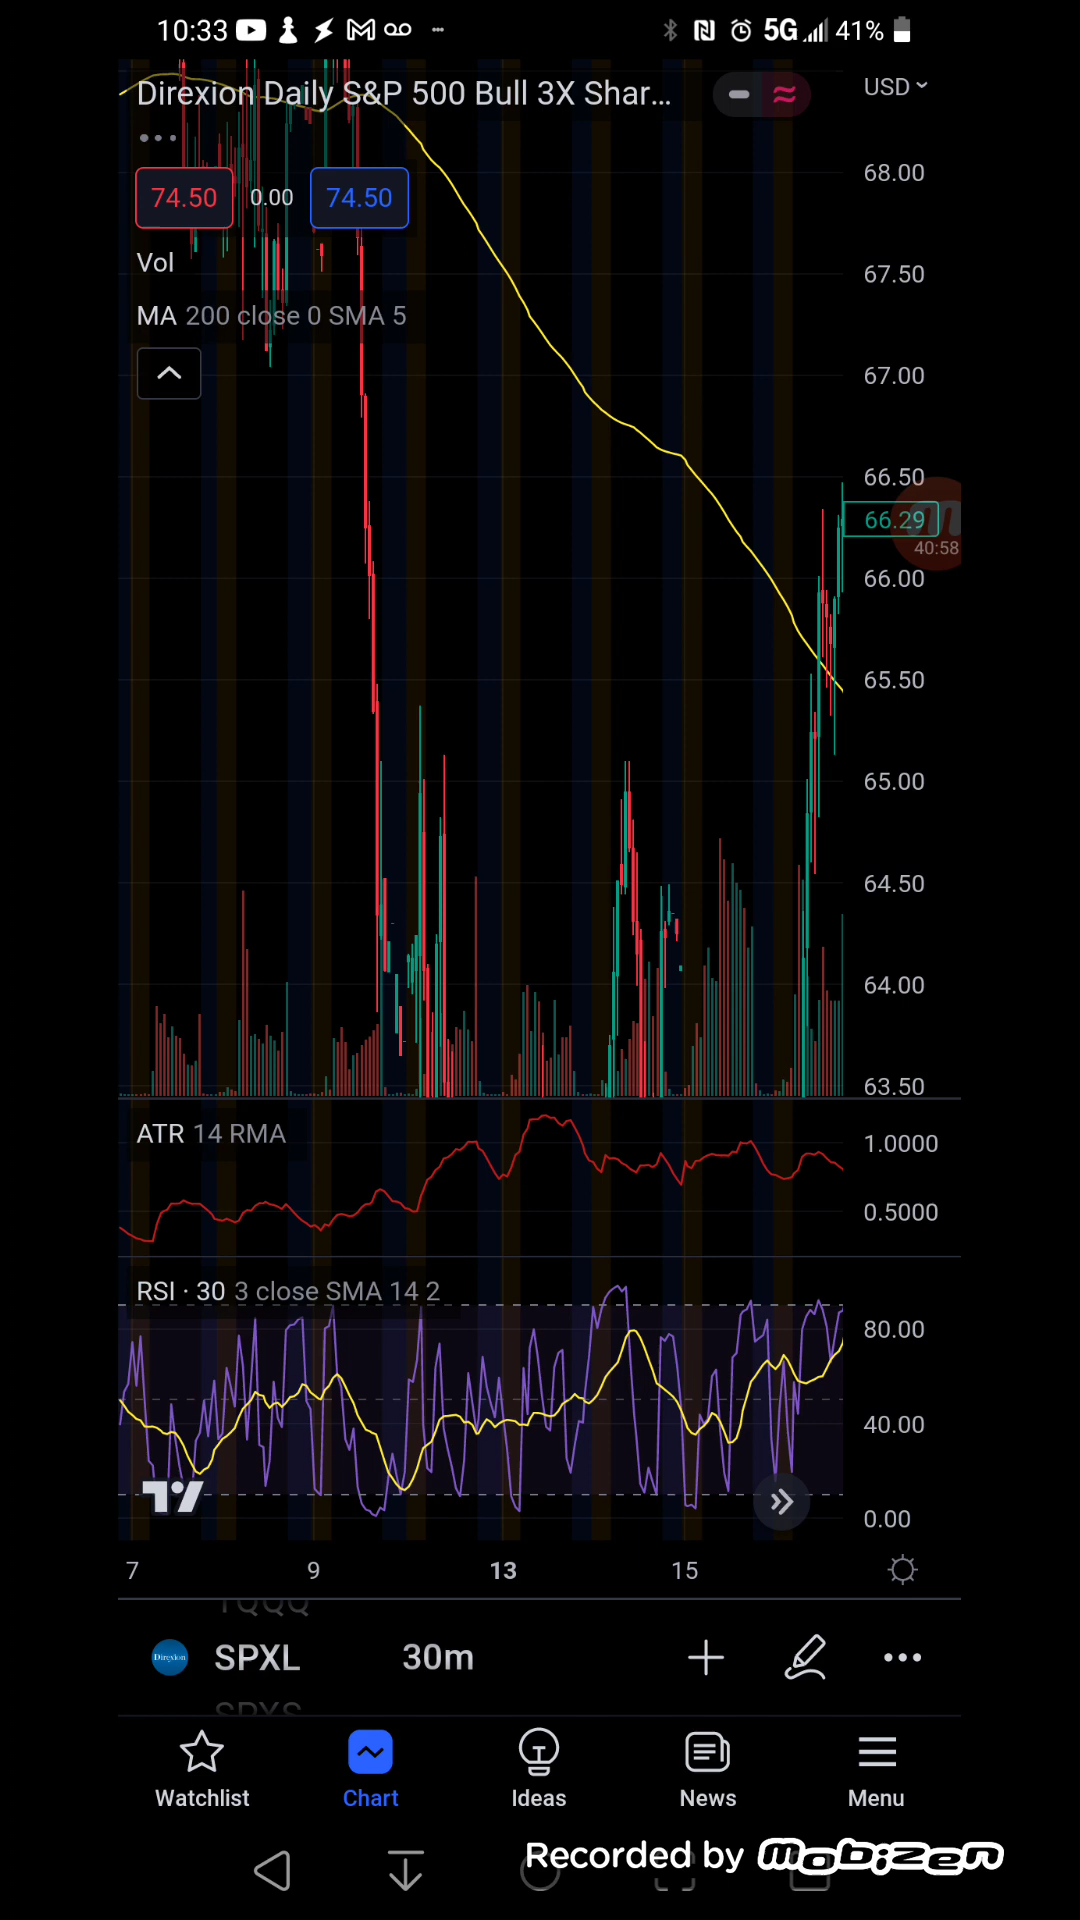 10:33 5G 41%
Direxion Daily S&P 500 Bull 3X Shar...
USD
74.50 0.00 74.50
Vol
MA 200 close 0 SMA 5
68.00
67.50
67.00
66.50
66.29
40:58
66.00
65.50
65.00
64.50
64.00
63.50
ATR 14 RMA
1.0000
0.5000
RSI · 30 3 close SMA 14 2
80.00
40.00
0.00
7 9 13 15
TQQQ
Direxion SPXL 30m
Watchlist Chart Ideas News Menu
Recorded by mobizen